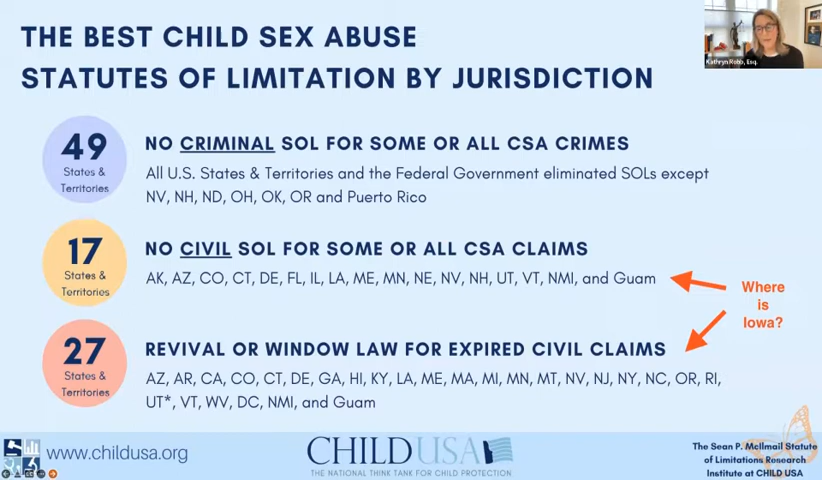 THE BEST CHILD SEX ABUSE
STATUTES OF LIMITATION BY JURISDICTION
Kathryn Robb, Esq.
49
States &
Territories
NO CRIMINAL SOL FOR SOME OR ALL CSA CRIMES
All U.S. States & Territories and the Federal Government eliminated SOLs except
NV, NH, ND, OH, OK, OR and Puerto Rico
17
States &
Territories
NO CIVIL SOL FOR SOME OR ALL CSA CLAIMS
AK, AZ, CO, CT, DE, FL, IL, LA, ME, MN, NE, NV, NH, UT, VT, NMI, and Guam
Where
is
Iowa?
27
States &
Territories
REVIVAL OR WINDOW LAW FOR EXPIRED CIVIL CLAIMS
AZ, AR, CA, CO, CT, DE, GA, HI, KY, LA, ME, MA, MI, MN, MT, NV, NJ, NY, NC, OR, RI,
UT*, VT, WV, DC, NMI, and Guam
www.childusa.org
CHILDUSA
THE NATIONAL THINK TANK FOR CHILD PROTECTION
The Sean P. McIlmail Statute
of Limitations Research
Institute at CHILD USA